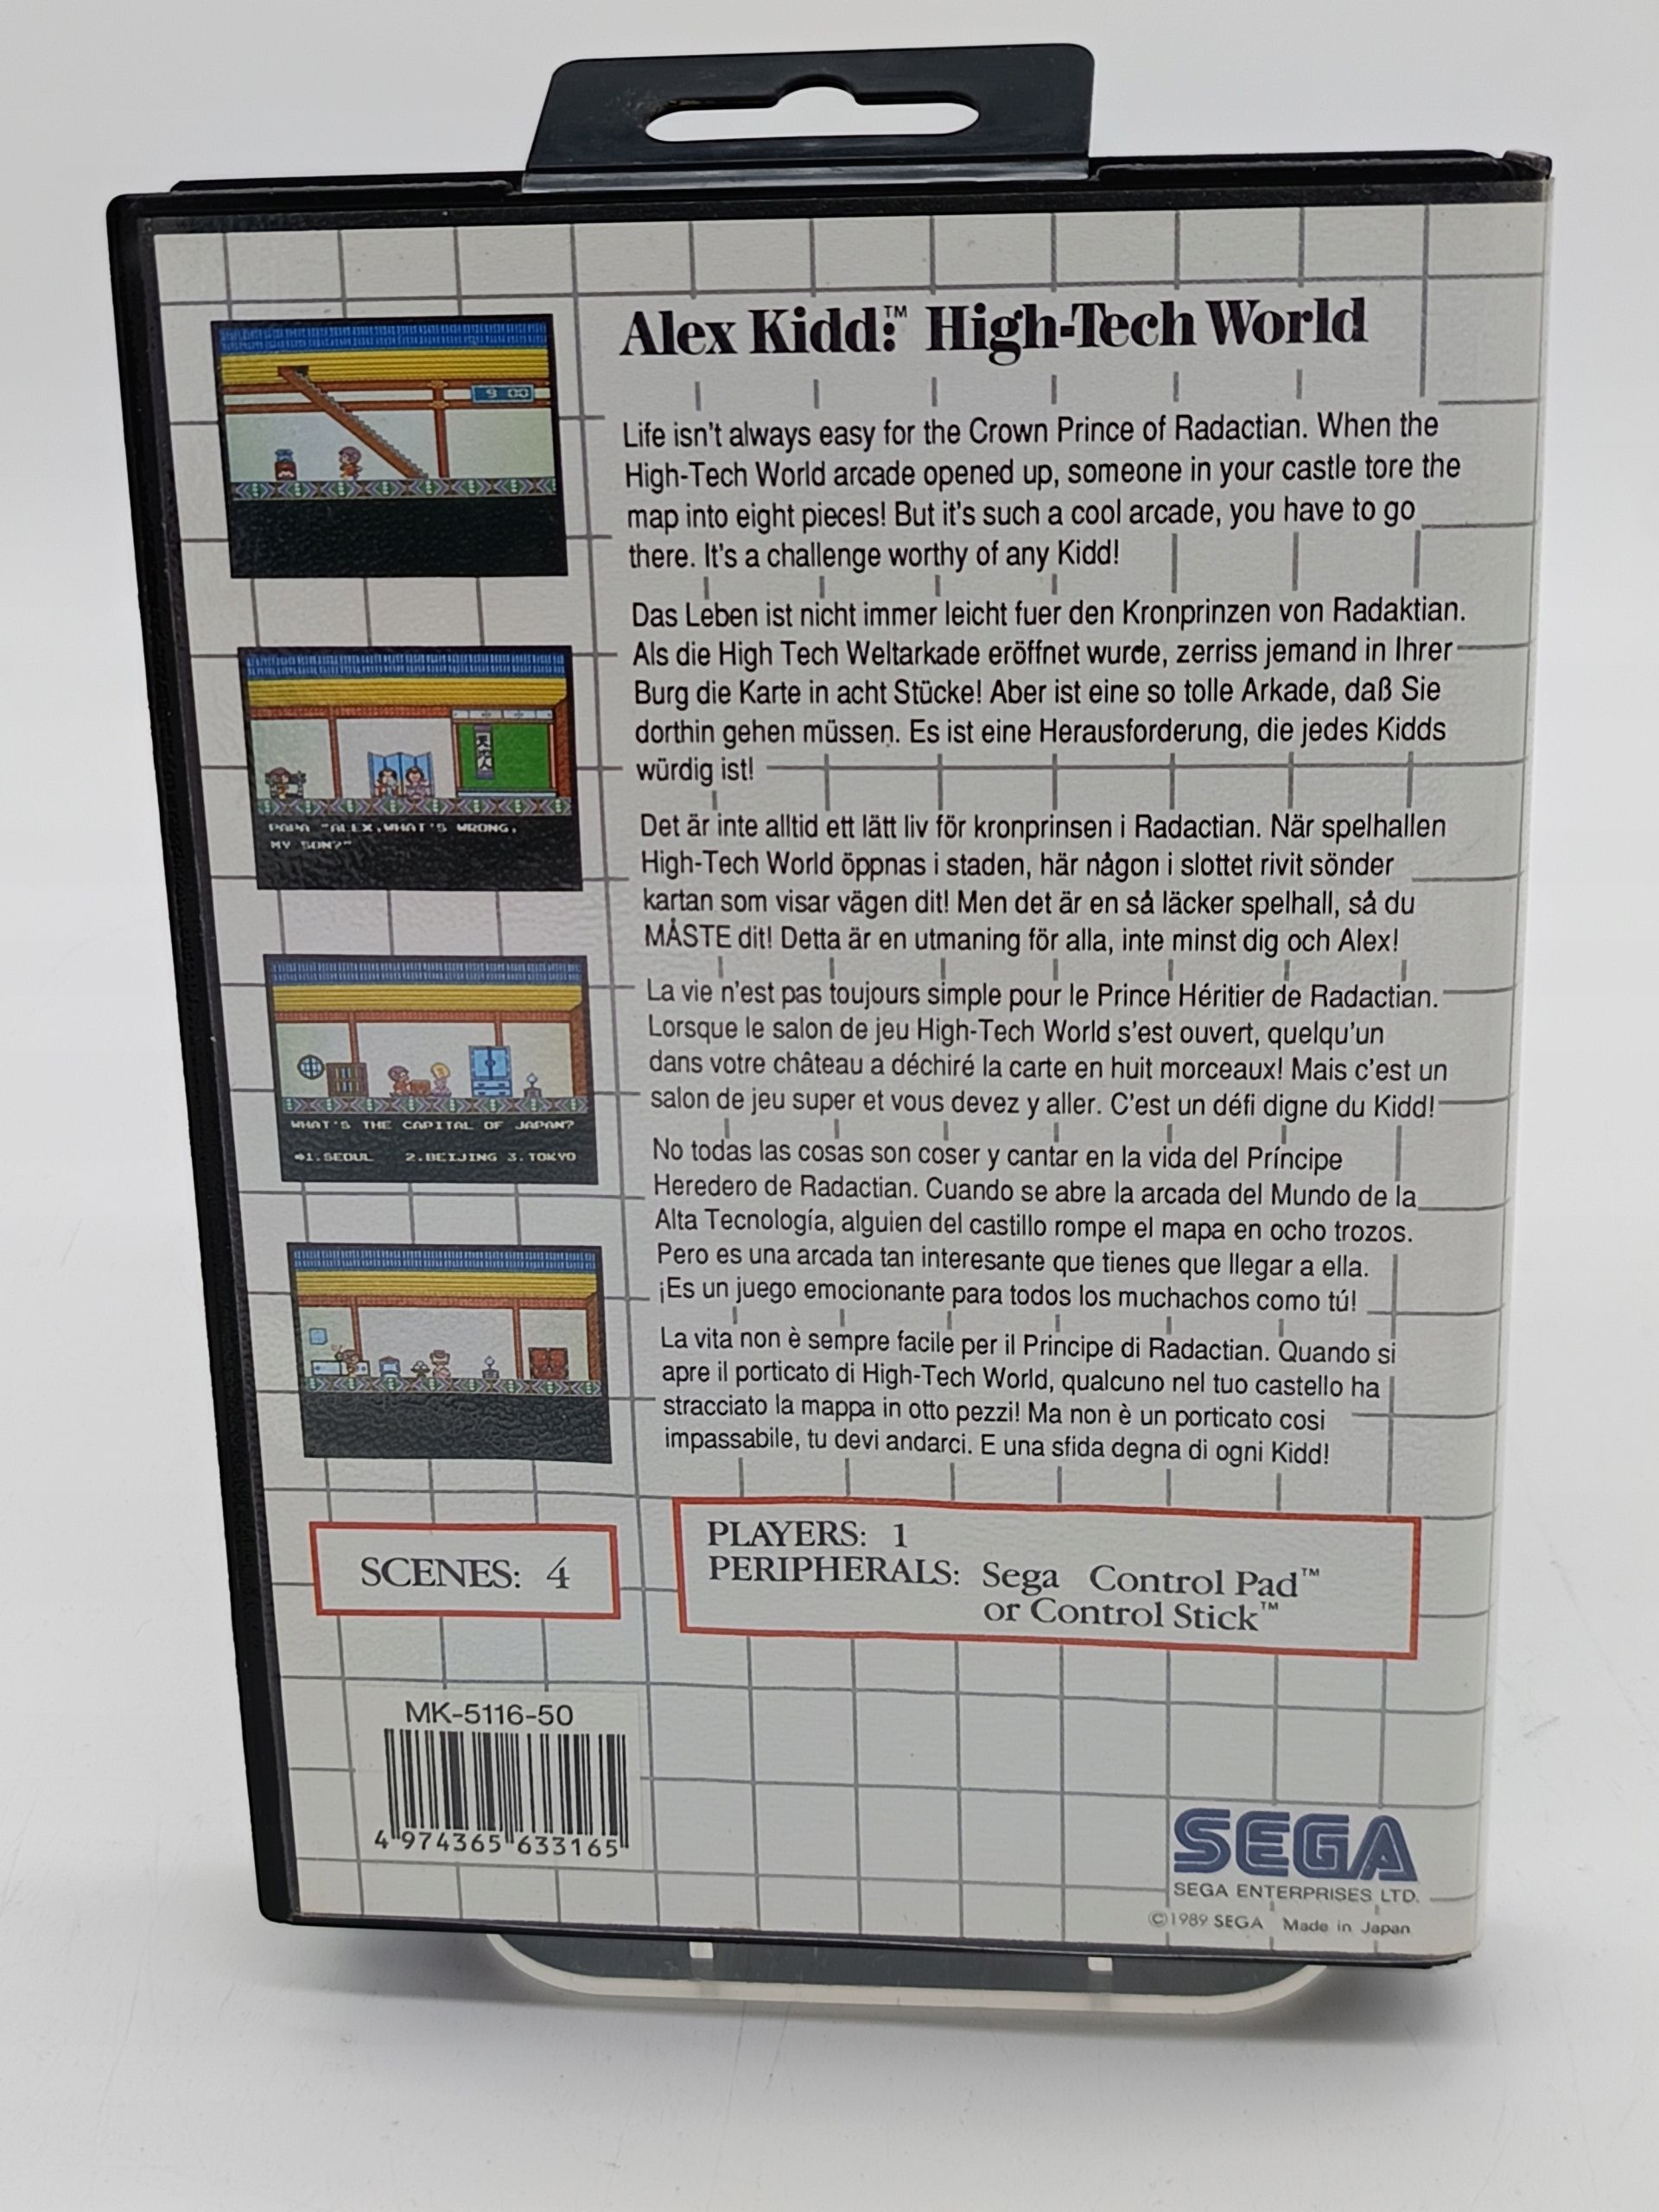 Alex Kidd:™ High-Tech World
Life isn't always easy for the Crown Prince of Radactian. When the
High-Tech World arcade opened up, someone in your castle tore the
map into eight pieces! But it's such a cool arcade, you have to go
there. It's a challenge worthy of any Kidd!
Das Leben ist nicht immer leicht fuer den Kronprinzen von Radaktian.
Als die High Tech Weltarkade eröffnet wurde, zerriss jemand in Ihrer
Burg die Karte in acht Stücke! Aber ist eine so tolle Arkade, daß Sie
dorthin gehen müssen. Es ist eine Herausforderung, die jedes Kidds
würdig ist!
Det är inte alltid ett lätt liv för kronprinsen i Radactian. När spelhallen
High-Tech World öppnas i staden, här någon i slottet rivit sönder
kartan som visar vägen dit! Men det är en så läcker spelhall, så du
MÅSTE dit! Detta är en utmaning för alla, inte minst dig och Alex!
La vie n'est pas toujours simple pour le Prince Héritier de Radactian.
Lorsque le salon de jeu High-Tech World s'est ouvert, quelqu'un
dans votre château a déchiré la carte en huit morceaux! Mais c'est un
salon de jeu super et vous devez y aller. C'est un défi digne du Kidd!
No todas las cosas son coser y cantar en la vida del Príncipe
Heredero de Radactian. Cuando se abre la arcada del Mundo de la
Alta Tecnología, alguien del castillo rompe el mapa en ocho trozos.
Pero es una arcada tan interesante que tienes que llegar a ella.
¡Es un juego emocionante para todos los muchachos como tú!
La vita non è sempre facile per il Principe di Radactian. Quando si
apre il porticato di High-Tech World, qualcuno nel tuo castello ha
stracciato la mappa in otto pezzi! Ma non è un porticato cosi
impassabile, tu devi andarci. E una sfida degna di ogni Kidd!
9 00
天才人
PAPA "ALEX,WHAT'S WRONG,
MY SON?"
WHAT'S THE CAPITAL OF JAPAN?
➔1.SEOUL 2.BEIJING 3.TOKYO
SCENES: 4
PLAYERS: 1
PERIPHERALS: Sega Control Pad™
or Control Stick™
MK-5116-50
4 974365 633165
SEGA
SEGA ENTERPRISES LTD.
©1989 SEGA Made in Japan